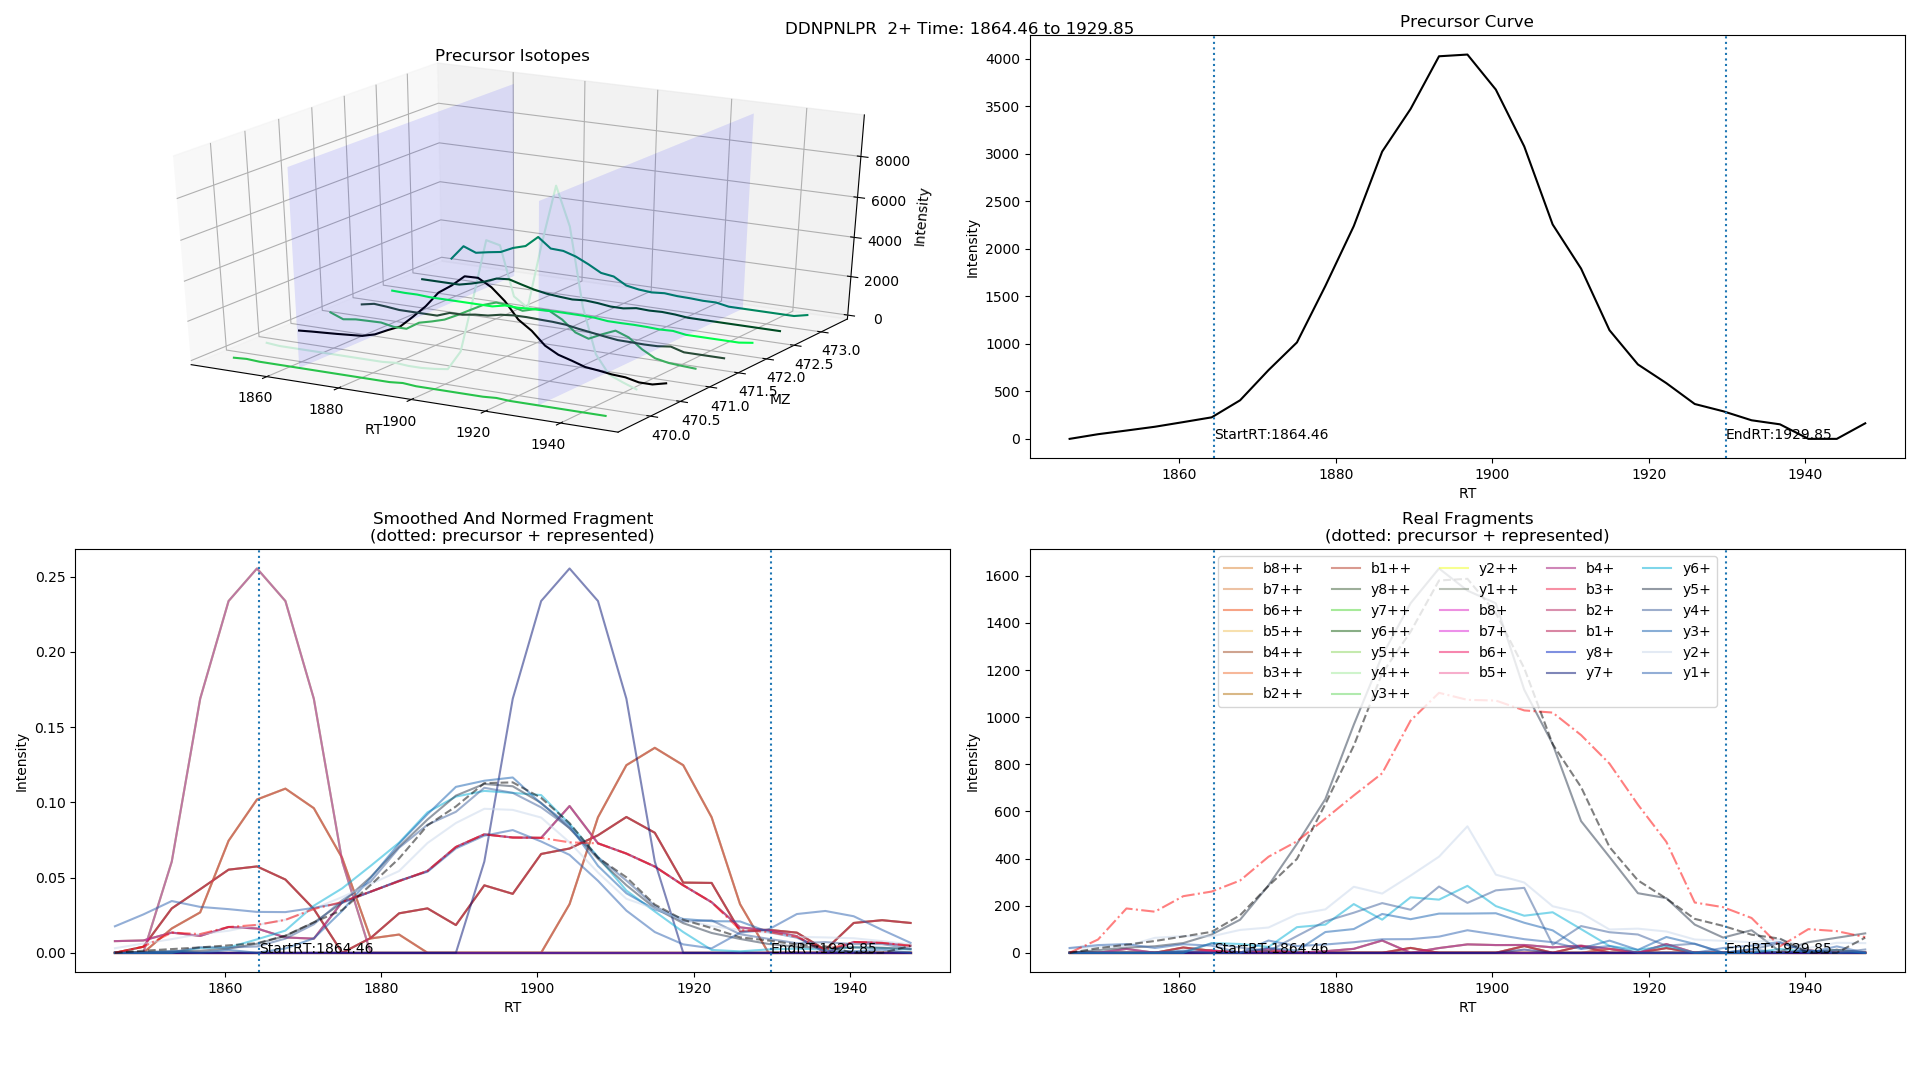 DDNPNLPR  2+ Time: 1864.46 to 1929.85
Precursor Isotopes
8000
6000
4000
2000
0
Intensity
473.0
472.5
472.0
471.5
471.0
470.5
470.0
MZ
1860
1880
1900
1920
1940
RT
Precursor Curve
4000
3500
3000
2500
2000
1500
1000
500
0
Intensity
StartRT:1864.46
EndRT:1929.85
1860
1880
1900
1920
1940
RT
Smoothed And Normed Fragment
(dotted: precursor + represented)
0.25
0.20
0.15
0.10
0.05
0.00
Intensity
StartRT:1864.46
EndRT:1929.85
1860
1880
1900
1920
1940
RT
Real Fragments
(dotted: precursor + represented)
1600
1400
1200
1000
800
600
400
200
0
Intensity
b8++
b7++
b6++
b5++
b4++
b3++
b2++
b1++
y8++
y7++
y6++
y5++
y4++
y3++
y2++
y1++
b8+
b7+
b6+
b5+
b4+
b3+
b2+
b1+
y8+
y7+
y6+
y5+
y4+
y3+
y2+
y1+
StartRT:1864.46
EndRT:1929.85
1860
1880
1900
1920
1940
RT